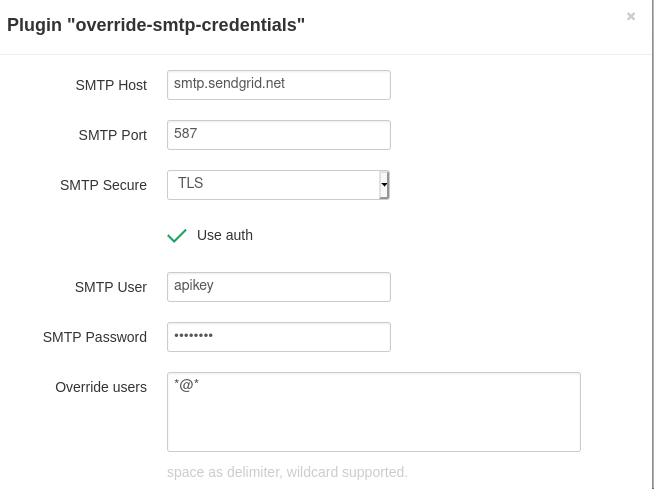 Plugin "override-smtp-credentials"
×
SMTP Host smtp.sendgrid.net
SMTP Port 587
SMTP Secure TLS
Use auth
SMTP User apikey
SMTP Password ••••••••
Override users *@*
space as delimiter, wildcard supported.